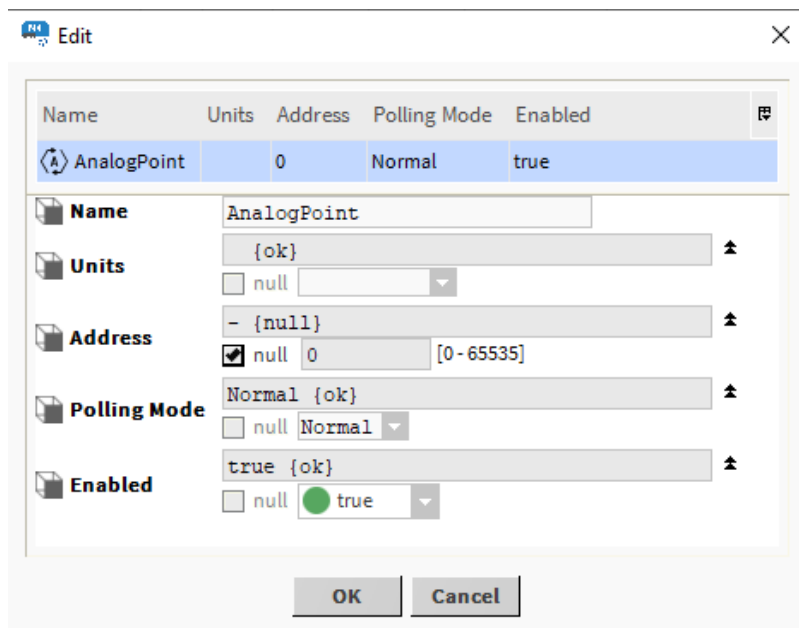 N4 Edit
Name Units Address Polling Mode Enabled
A AnalogPoint 0 Normal true
Name AnalogPoint
{ok}
Units
null
- {null}
Address
null 0 [0-65535]
Normal {ok}
Polling Mode
null Normal
true {ok}
Enabled
null true
OK Cancel